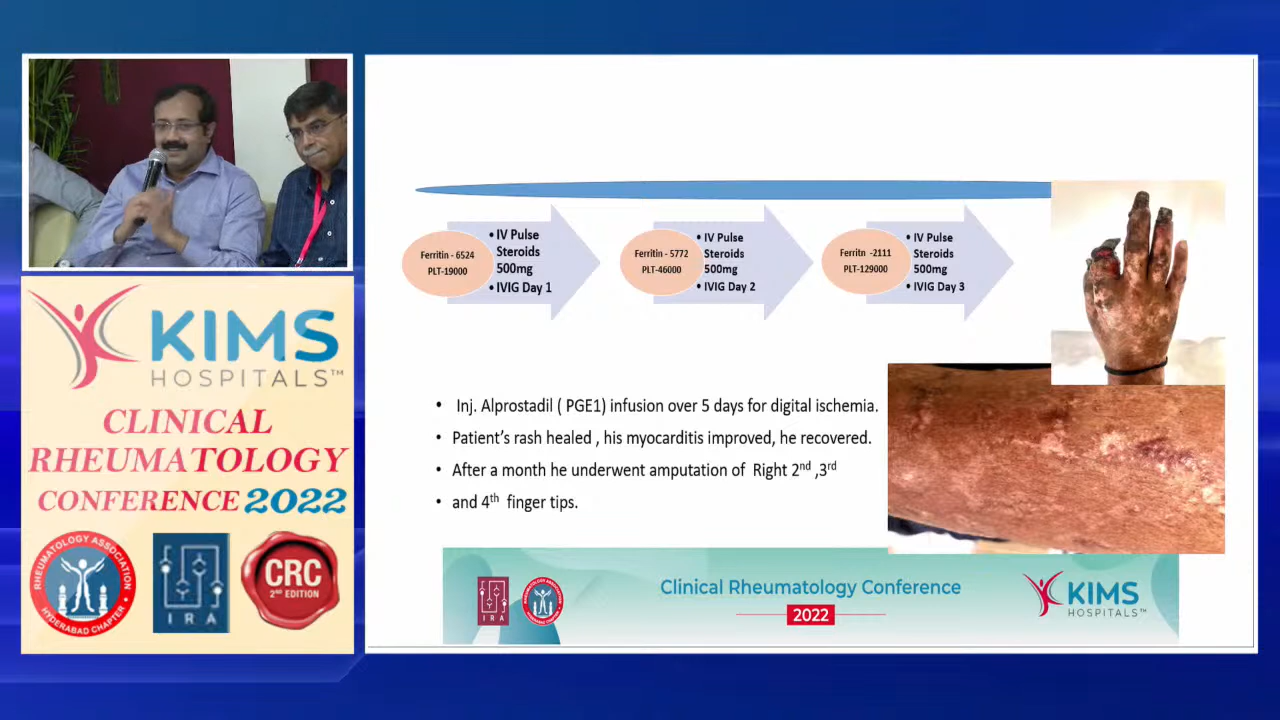 KIMS
HOSPITALS™
CLINICAL
RHEUMATOLOGY
CONFERENCE 2022
RHEUMATOLOGY ASSOCIATION
HYDERABAD CHAPTER
IRA
CRC
2ND EDITION
Ferritin - 6524
PLT-19000
• IV Pulse
Steroids
500mg
• IVIG Day 1
Ferritin - 5772
PLT-46000
• IV Pulse
Steroids
500mg
• IVIG Day 2
Ferritn -2111
PLT-129000
• IV Pulse
Steroids
500mg
• IVIG Day 3
• Inj. Alprostadil ( PGE1) infusion over 5 days for digital ischemia.
• Patient's rash healed , his myocarditis improved, he recovered.
• After a month he underwent amputation of Right 2nd ,3rd
• and 4th finger tips.
IRA
Clinical Rheumatology Conference
2022
KIMS
HOSPITALS™